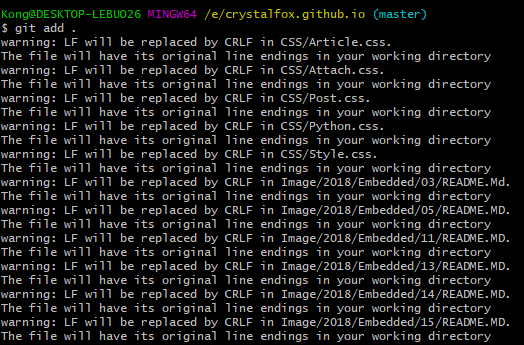 Kong@DESKTOP-LEBUO26 MINGW64 /e/crystalfox.github.io (master)
$ git add .
warning: LF will be replaced by CRLF in CSS/Article.css.
The file will have its original line endings in your working directory
warning: LF will be replaced by CRLF in CSS/Attach.css.
The file will have its original line endings in your working directory
warning: LF will be replaced by CRLF in CSS/Post.css.
The file will have its original line endings in your working directory
warning: LF will be replaced by CRLF in CSS/Python.css.
The file will have its original line endings in your working directory
warning: LF will be replaced by CRLF in CSS/Style.css.
The file will have its original line endings in your working directory
warning: LF will be replaced by CRLF in Image/2018/Embedded/03/README.Md.
The file will have its original line endings in your working directory
warning: LF will be replaced by CRLF in Image/2018/Embedded/05/README.MD.
The file will have its original line endings in your working directory
warning: LF will be replaced by CRLF in Image/2018/Embedded/11/README.MD.
The file will have its original line endings in your working directory
warning: LF will be replaced by CRLF in Image/2018/Embedded/13/README.MD.
The file will have its original line endings in your working directory
warning: LF will be replaced by CRLF in Image/2018/Embedded/14/README.MD.
The file will have its original line endings in your working directory
warning: LF will be replaced by CRLF in Image/2018/Embedded/15/README.MD.
The file will have its original line endings in your working directory